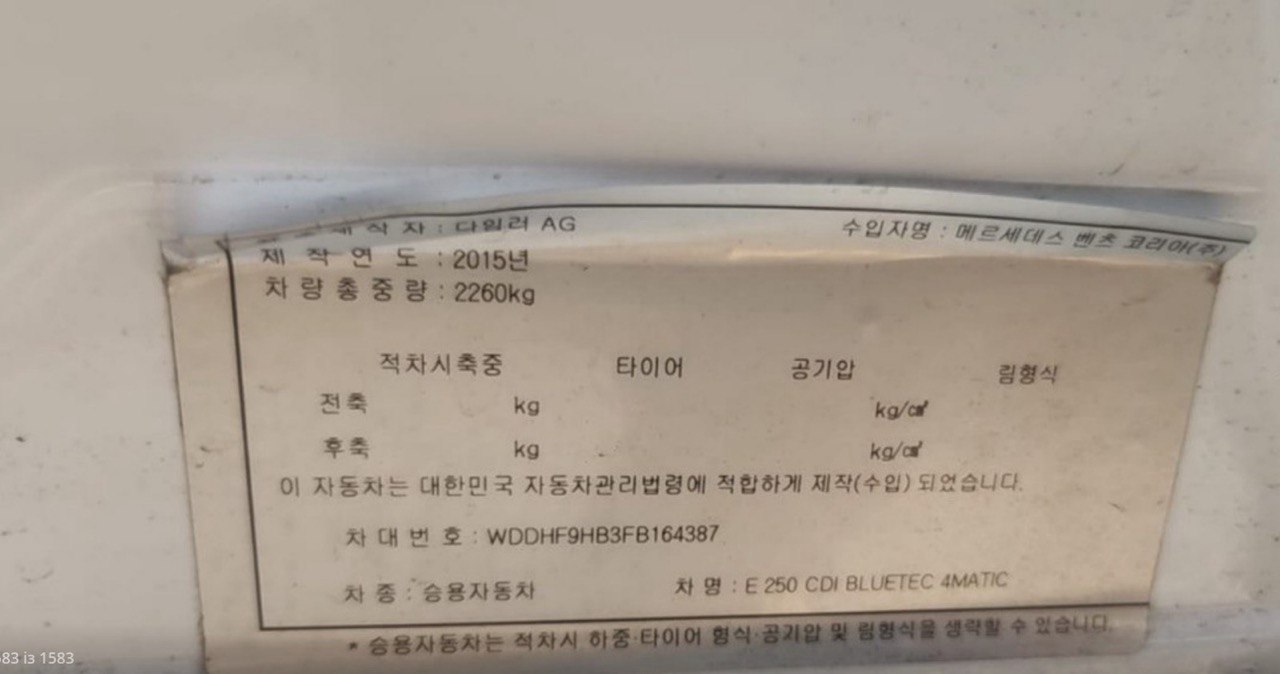 제작자 : 다임러 AG 수입자명 : 메르세데스 벤츠 코리아(주)
제 작 연 도 : 2015년
차 량 총 중 량 : 2260kg
적차시축중 타이어 공기압 림형식
전축 kg kg/㎠
후축 kg kg/㎠
이 자동차는 대한민국 자동차관리법령에 적합하게 제작(수입) 되었습니다.
차 대 번 호 : WDDHF9HB3FB164387
차 종 : 승용자동차 차 명 : E 250 CDI BLUETEC 4MATIC
* 승용자동차는 적차시 하중·타이어 형식·공기압 및 림형식을 생략할 수 있습니다.
83 із 1583